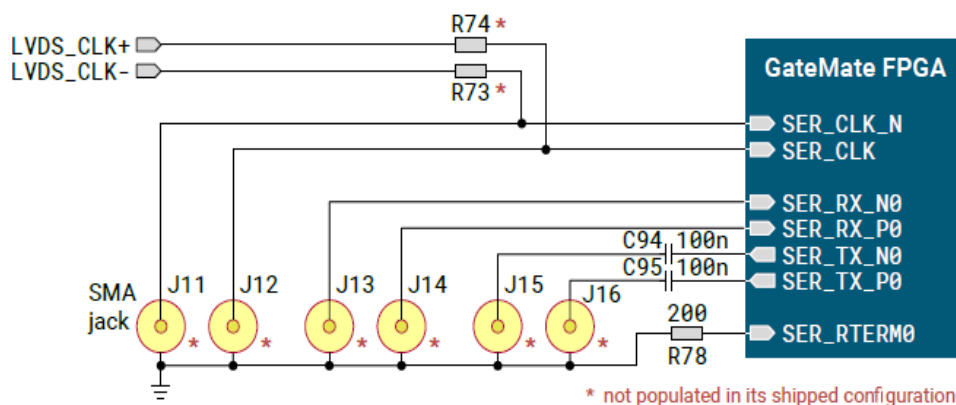 R74 *
LVDS_CLK+
LVDS_CLK-
R73 *
GateMate FPGA
SER_CLK_N
SER_CLK
SER_RX_N0
SER_RX_P0
C94 100n
SER_TX_N0
C95 100n
SER_TX_P0
SMA
jack
J11
J12
J13
J14
J15
J16
* * * * * *
200
SER_RTERM0
R78
* not populated in its shipped configuration